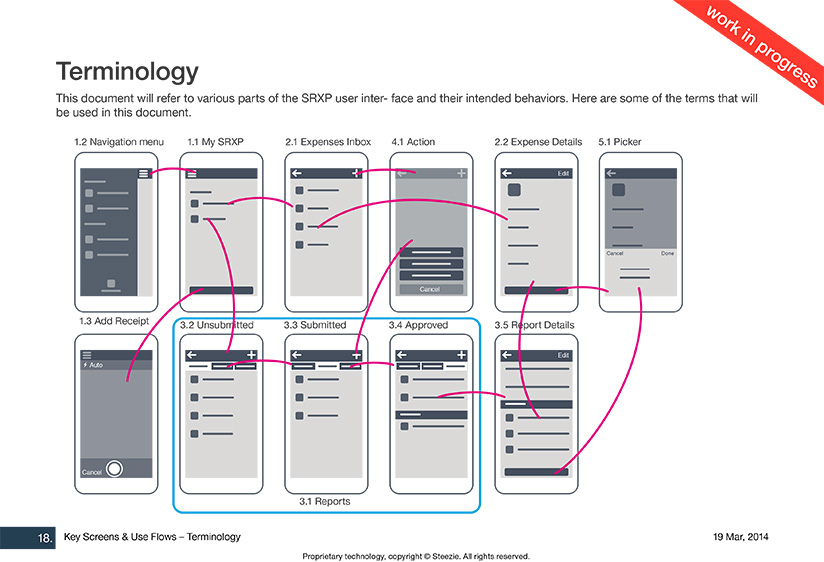 work in progress
Terminology
This document will refer to various parts of the SRXP user inter- face and their intended behaviors. Here are some of the terms that will
be used in this document.
1.2 Navigation menu
1.1 My SRXP
2.1 Expenses Inbox
4.1 Action
2.2 Expense Details
5.1 Picker
Edit
Cancel
Done
Cancel
1.3 Add Receipt
3.2 Unsubmitted
3.3 Submitted
3.4 Approved
3.5 Report Details
Auto
Edit
Cancel
3.1 Reports
18.
Key Screens & Use Flows – Terminology
19 Mar, 2014
Proprietary technology, copyright © Steezie. All rights reserved.